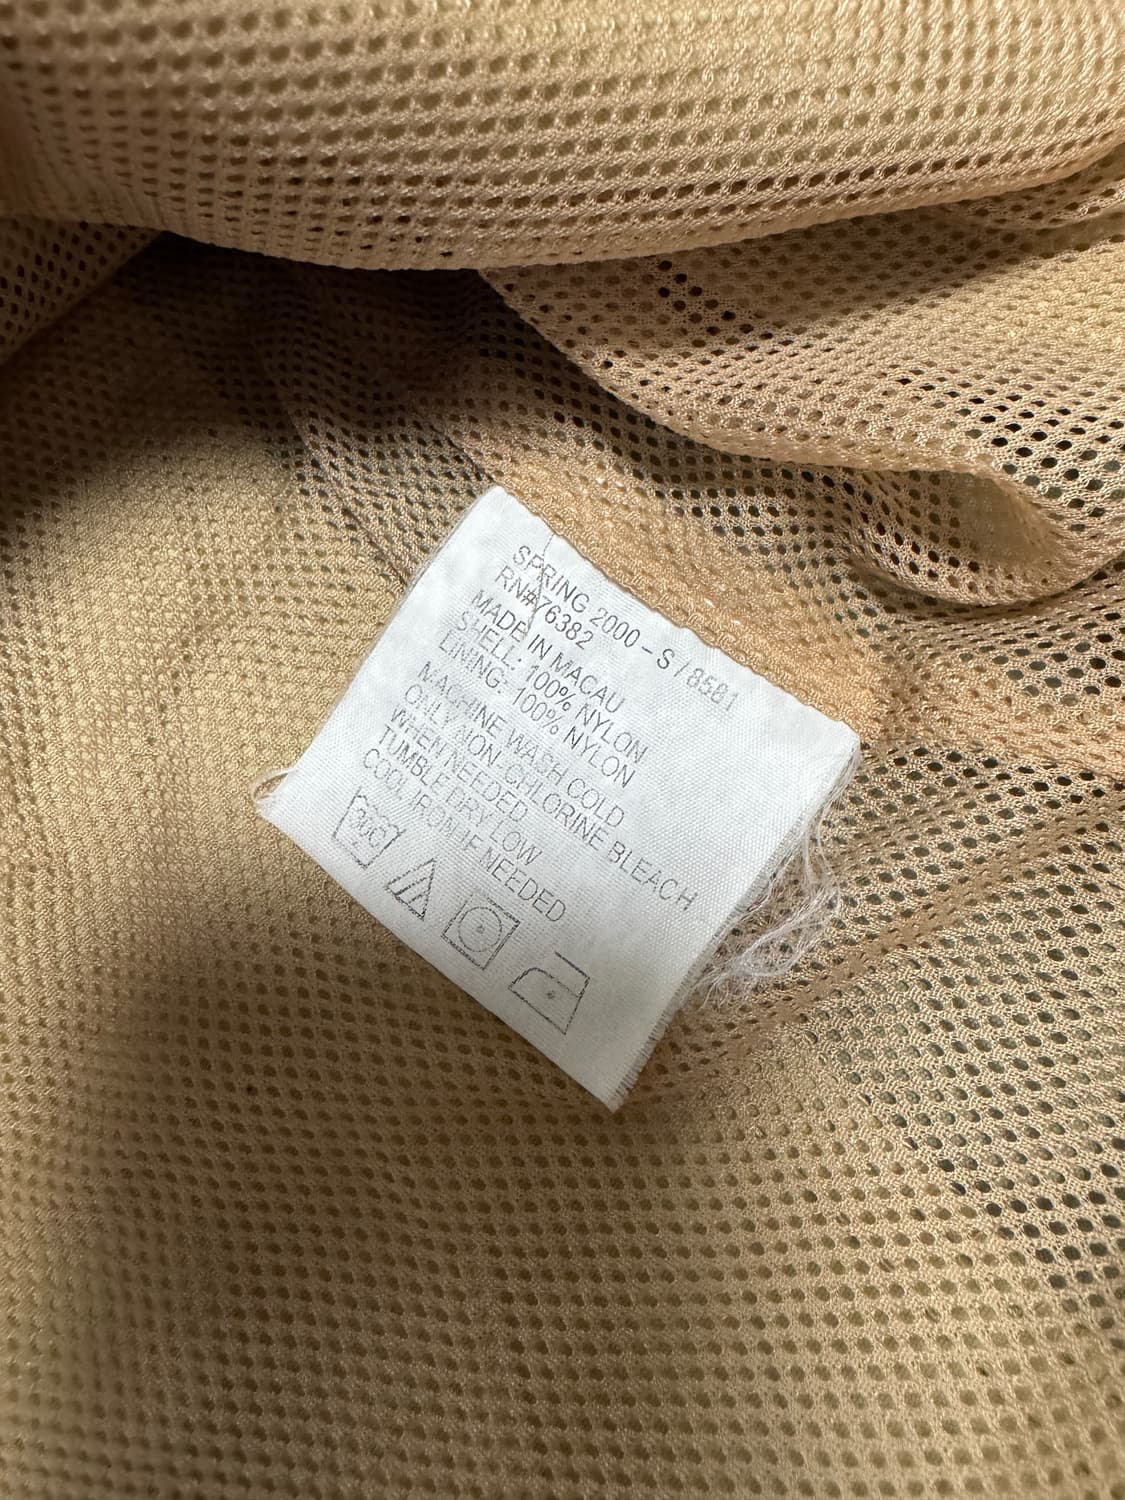 SPRING 2000 - S / 8581
RN#76382
MADE IN MACAU
SHELL: 100% NYLON
LINING: 100% NYLON
MACHINE WASH COLD
ONLY NON-CHLORINE BLEACH
WHEN NEEDED
TUMBLE DRY LOW
COOL IRON IF NEEDED